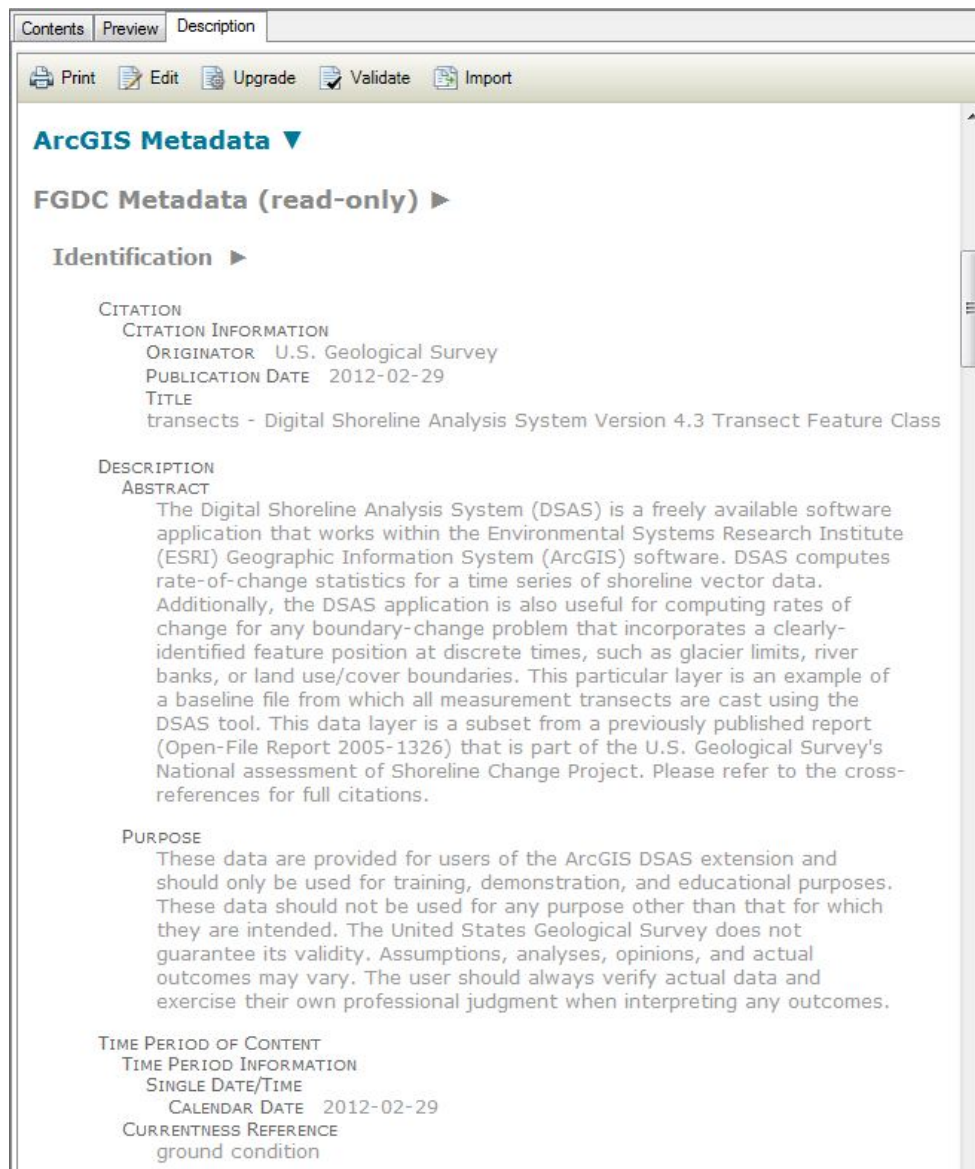 Contents Preview Description
Print Edit Upgrade Validate Import
ArcGIS Metadata ▼
FGDC Metadata (read-only) ►
Identification ►
CITATION
CITATION INFORMATION
ORIGINATOR U.S. Geological Survey
PUBLICATION DATE 2012-02-29
TITLE
transects - Digital Shoreline Analysis System Version 4.3 Transect Feature Class
DESCRIPTION
ABSTRACT
The Digital Shoreline Analysis System (DSAS) is a freely available software
application that works within the Environmental Systems Research Institute
(ESRI) Geographic Information System (ArcGIS) software. DSAS computes
rate-of-change statistics for a time series of shoreline vector data.
Additionally, the DSAS application is also useful for computing rates of
change for any boundary-change problem that incorporates a clearly-
identified feature position at discrete times, such as glacier limits, river
banks, or land use/cover boundaries. This particular layer is an example of
a baseline file from which all measurement transects are cast using the
DSAS tool. This data layer is a subset from a previously published report
(Open-File Report 2005-1326) that is part of the U.S. Geological Survey's
National assessment of Shoreline Change Project. Please refer to the cross-
references for full citations.
PURPOSE
These data are provided for users of the ArcGIS DSAS extension and
should only be used for training, demonstration, and educational purposes.
These data should not be used for any purpose other than that for which
they are intended. The United States Geological Survey does not
guarantee its validity. Assumptions, analyses, opinions, and actual
outcomes may vary. The user should always verify actual data and
exercise their own professional judgment when interpreting any outcomes.
TIME PERIOD OF CONTENT
TIME PERIOD INFORMATION
SINGLE DATE/TIME
CALENDAR DATE 2012-02-29
CURRENTNESS REFERENCE
ground condition